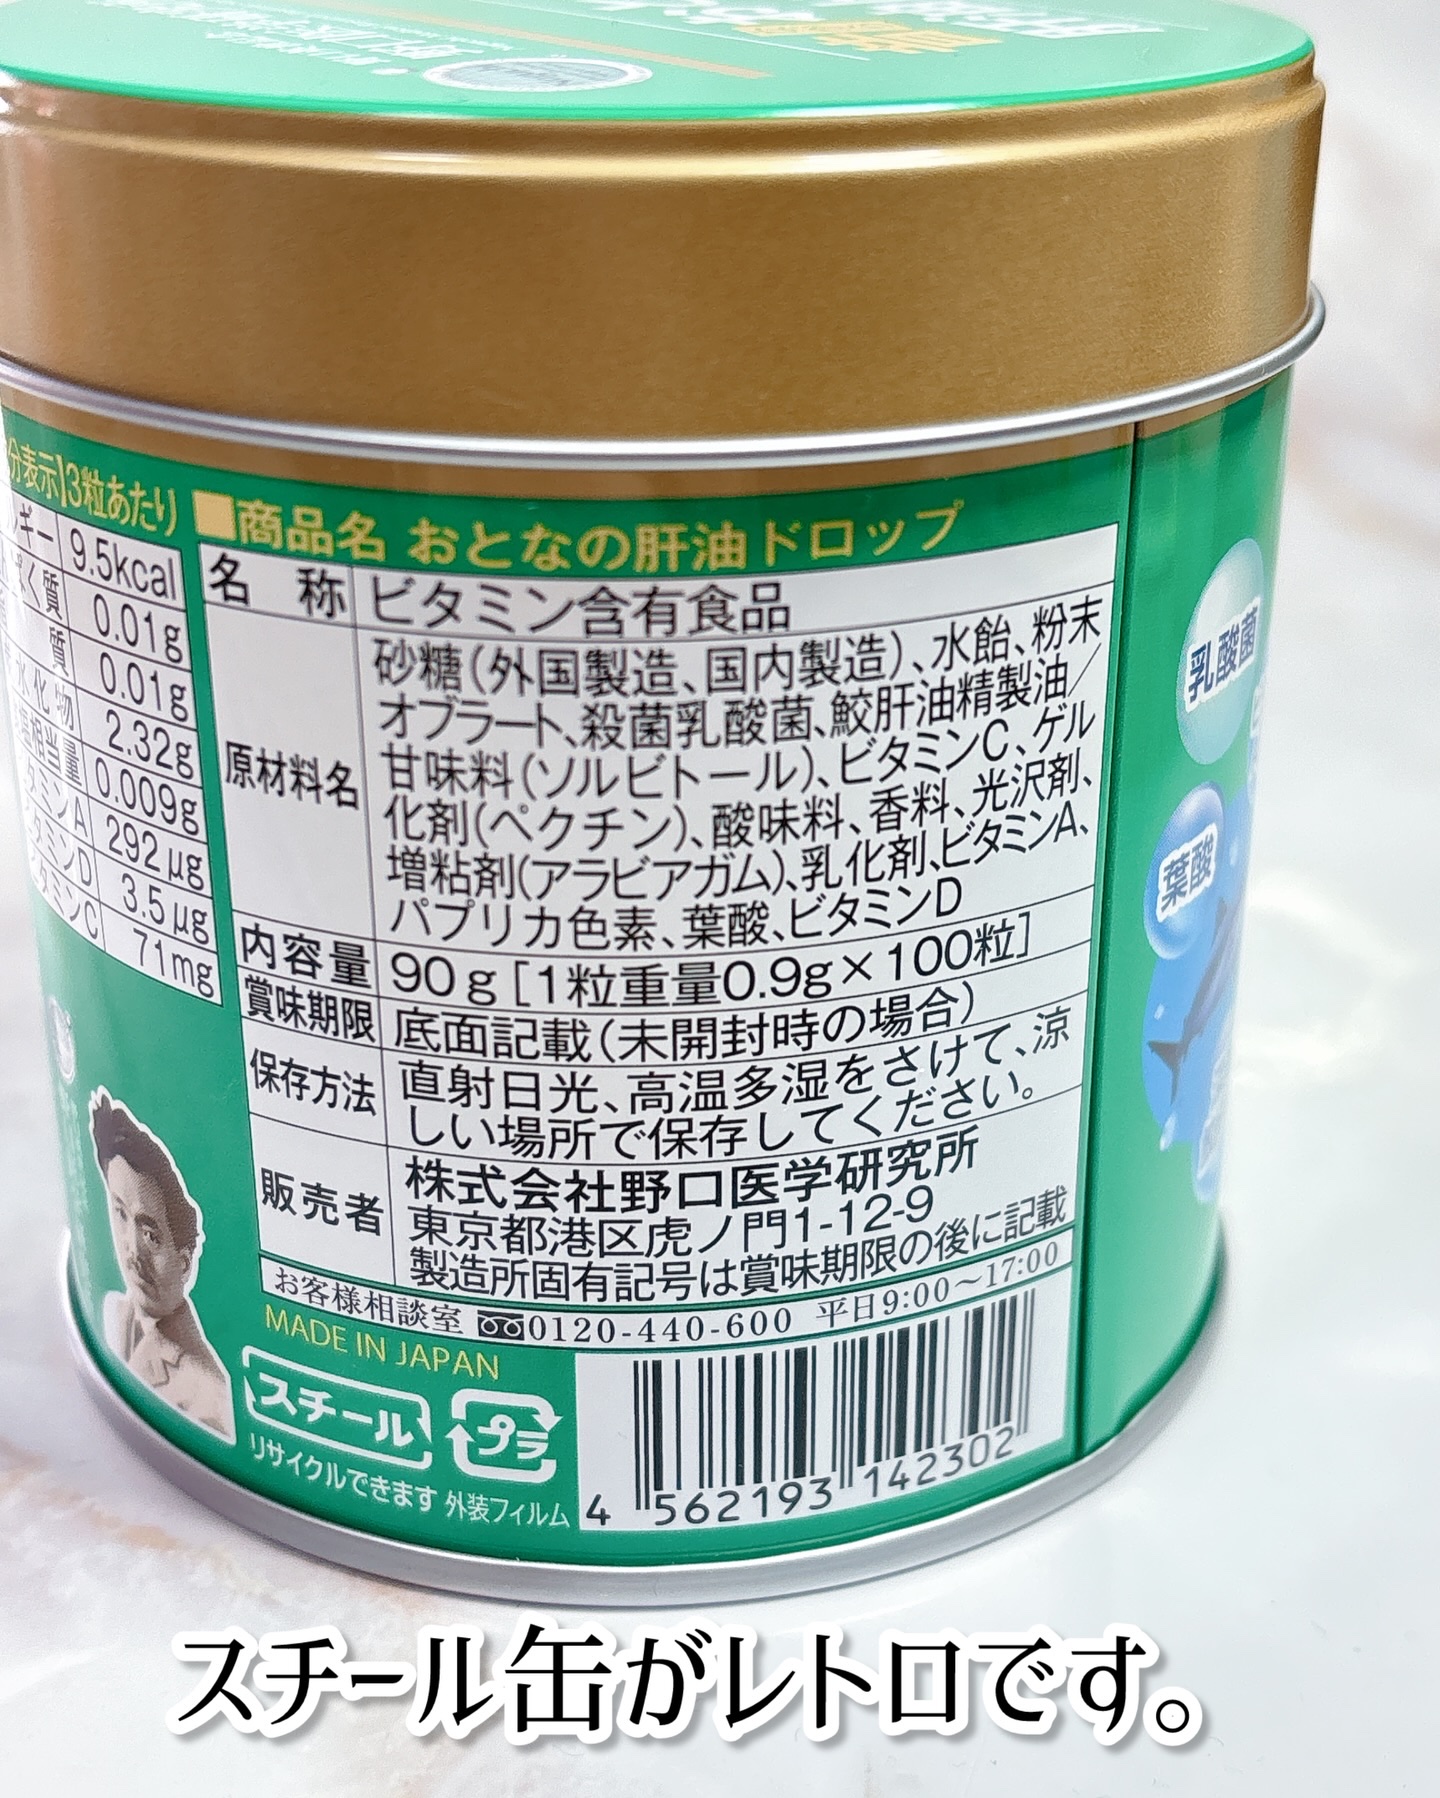 分表示】3粒あたり
9.5kcal
質 0.01g
質 0.01g
水化物 2.32g
相当量 0.009g
ミンA 292μg
タミンD 3.5μg
タミンC 71mg
■商品名 おとなの肝油ドロップ
名称 ビタミン含有食品
原材料名
砂糖(外国製造、国内製造)、水飴、粉末
オブラート、殺菌乳酸菌、鮫肝油精製油/
甘味料(ソルビトール)、ビタミンC、ゲル
化剤(ペクチン)、酸味料、香料、光沢剤、
増粘剤(アラビアガム)、乳化剤、ビタミンA、
パプリカ色素、葉酸、ビタミンD
内容量 90g[1粒重量0.9g×100粒]
賞味期限 底面記載(未開封時の場合)
保存方法 直射日光、高温多湿をさけて、涼
しい場所で保存してください。
販売者 株式会社野口医学研究所
東京都港区虎ノ門1-12-9
製造所固有記号は賞味期限の後に記載
お客様相談室 0120-440-600 平日9:00~17:00
MADE IN JAPAN
スチール
リサイクルできます
プラ
外装フィルム
4 562193 142302
乳酸菌
葉酸
スチール缶がレトロです。